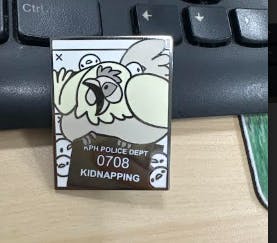 Ctrl
KPH POLICE DEPT
0708
KIDNAPPING